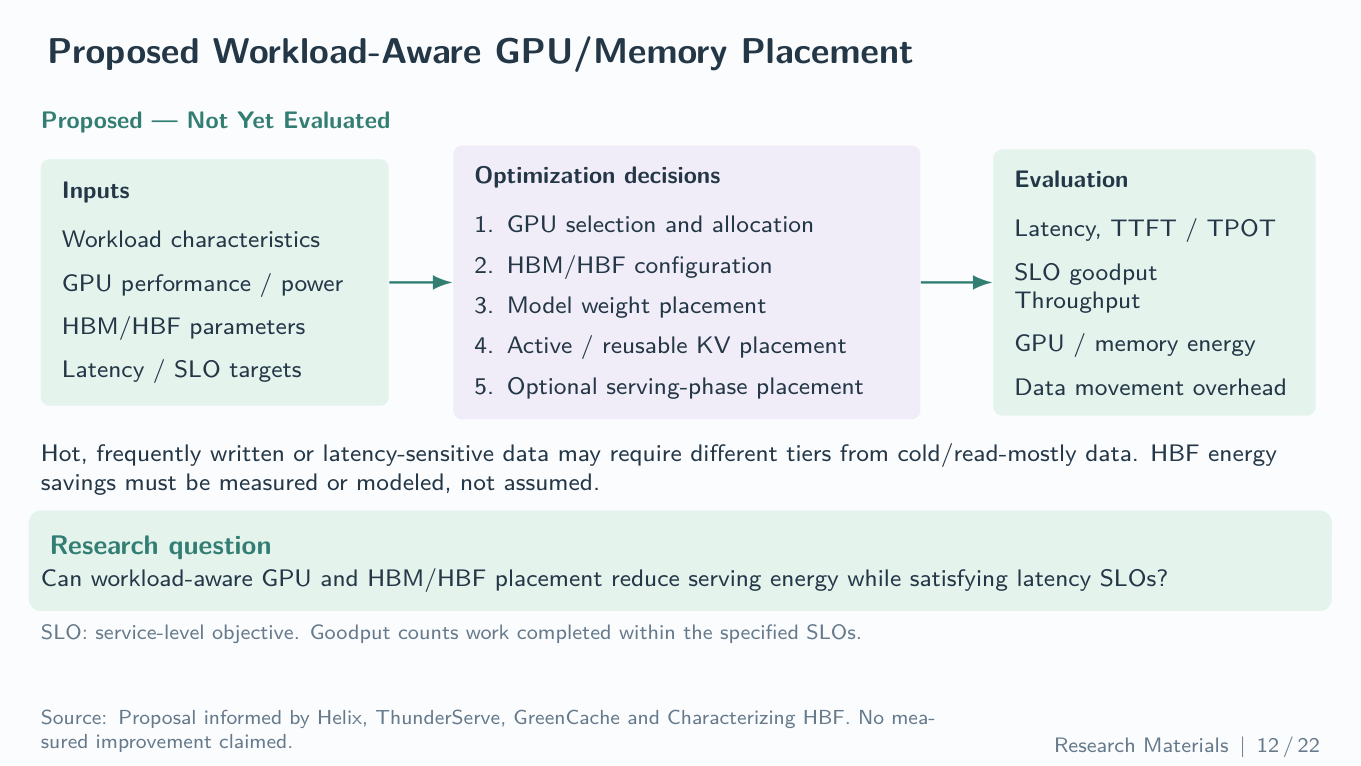 Proposed Workload-Aware GPU/Memory Placement
Proposed — Not Yet Evaluated
Inputs
Workload characteristics
GPU performance / power
HBM/HBF parameters
Latency / SLO targets
Optimization decisions
1. GPU selection and allocation
2. HBM/HBF configuration
3. Model weight placement
4. Active / reusable KV placement
5. Optional serving-phase placement
Evaluation
Latency, TTFT / TPOT
SLO goodput
Throughput
GPU / memory energy
Data movement overhead
Hot, frequently written or latency-sensitive data may require different tiers from cold/read-mostly data. HBF energy
savings must be measured or modeled, not assumed.
Research question
Can workload-aware GPU and HBM/HBF placement reduce serving energy while satisfying latency SLOs?
SLO: service-level objective. Goodput counts work completed within the specified SLOs.
Source: Proposal informed by Helix, ThunderServe, GreenCache and Characterizing HBF. No mea-
sured improvement claimed.
Research Materials | 12 / 22